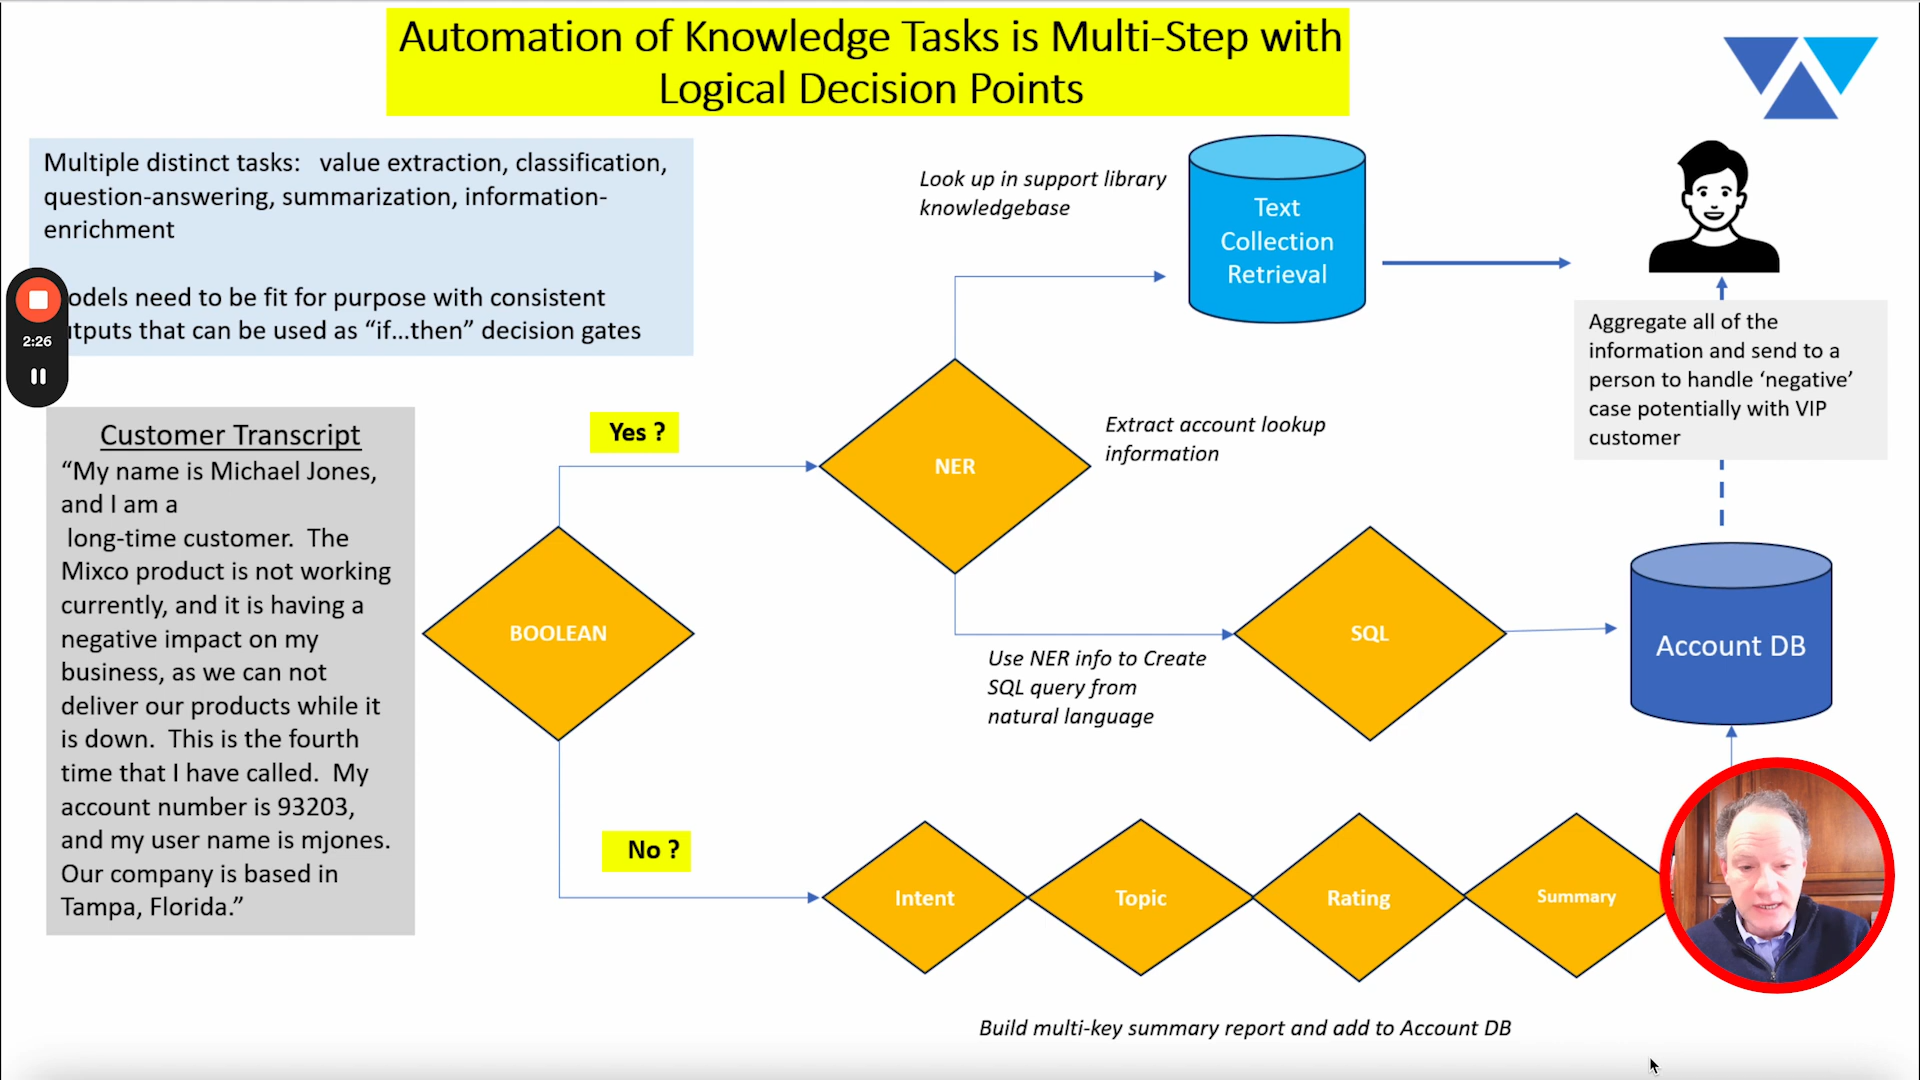 Automation of Knowledge Tasks is Multi-Step with
Logical Decision Points
Multiple distinct tasks:   value extraction, classification,
question-answering, summarization, information-
enrichment
need to be fit for purpose with consistent
that can be used as “if...then” decision gates
2:26
Customer Transcript
“My name is Michael Jones,
and I am a
long-time customer.  The
Mixco product is not working
currently, and it is having a
negative impact on my
business, as we can not
deliver our products while it
is down.  This is the fourth
time that I have called.  My
account number is 93203,
and my user name is mjones.
Our company is based in
Tampa, Florida.”
BOOLEAN
Yes ?
No ?
NER
Look up in support library
knowledgebase
Text
Collection
Retrieval
Extract account lookup
information
Use NER info to Create
SQL query from
natural language
SQL
Aggregate all of the
information and send to a
person to handle ‘negative’
case potentially with VIP
customer
Account DB
Intent
Topic
Rating
Summary
Build multi-key summary report and add to Account DB